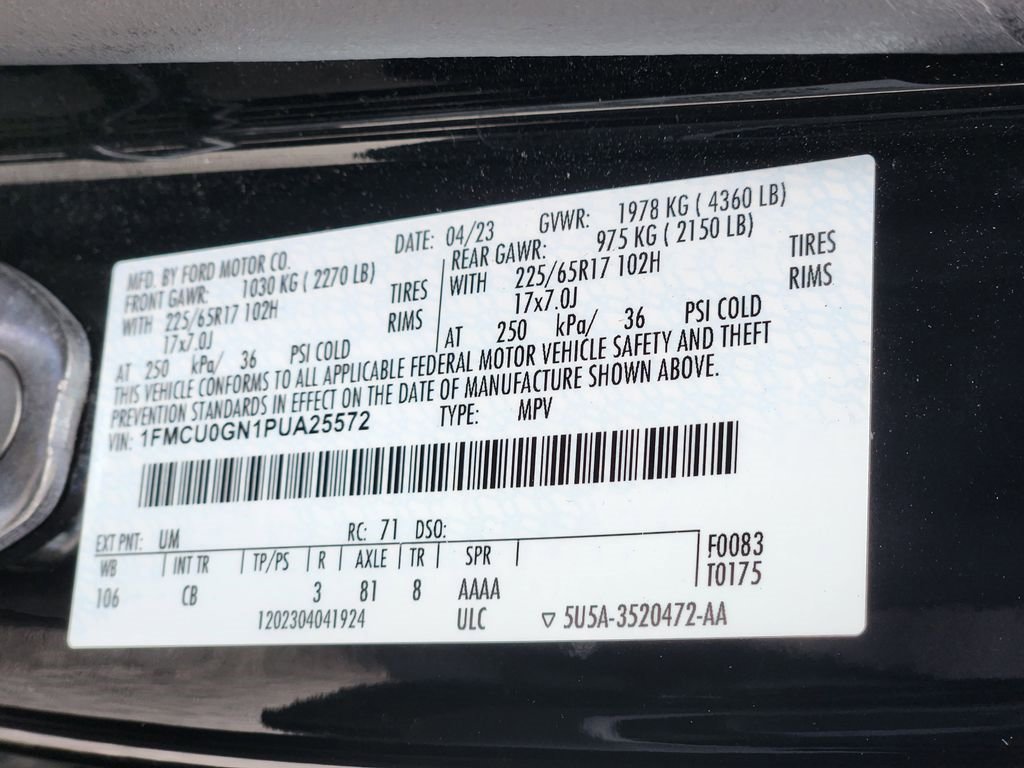 MFD. BY FORD MOTOR CO. DATE: 04/23 GVWR: 1978 KG ( 4360 LB)
FRONT GAWR: 1030 KG ( 2270 LB) REAR GAWR: 975 KG ( 2150 LB)
WITH 225/65R17 102H TIRES WITH 225/65R17 102H TIRES
17x7.0J RIMS 17x7.0J RIMS
AT 250 kPa/ 36 PSI COLD AT 250 kPa/ 36 PSI COLD
THIS VEHICLE CONFORMS TO ALL APPLICABLE FEDERAL MOTOR VEHICLE SAFETY AND THEFT
PREVENTION STANDARDS IN EFFECT ON THE DATE OF MANUFACTURE SHOWN ABOVE.
VIN: 1FMCU0GN1PUA25572 TYPE: MPV
EXT PNT: UM RC: 71 DSO:
WB INT TR TP/PS R AXLE TR SPR F0083
106 CB 3 81 8 AAAA T0175
1202304041924 ULC ▽ 5U5A-3520472-AA